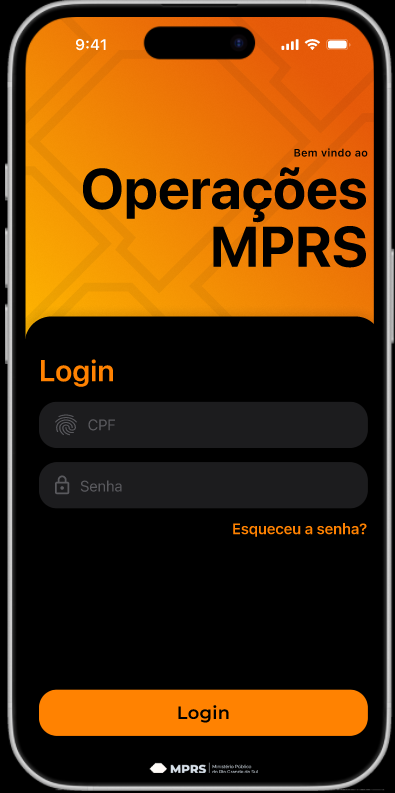 9:41
Bem vindo ao
Operações
MPRS
Login
CPF
Senha
Esqueceu a senha?
Login
MPRS
Ministério Público
do Rio Grande do Sul